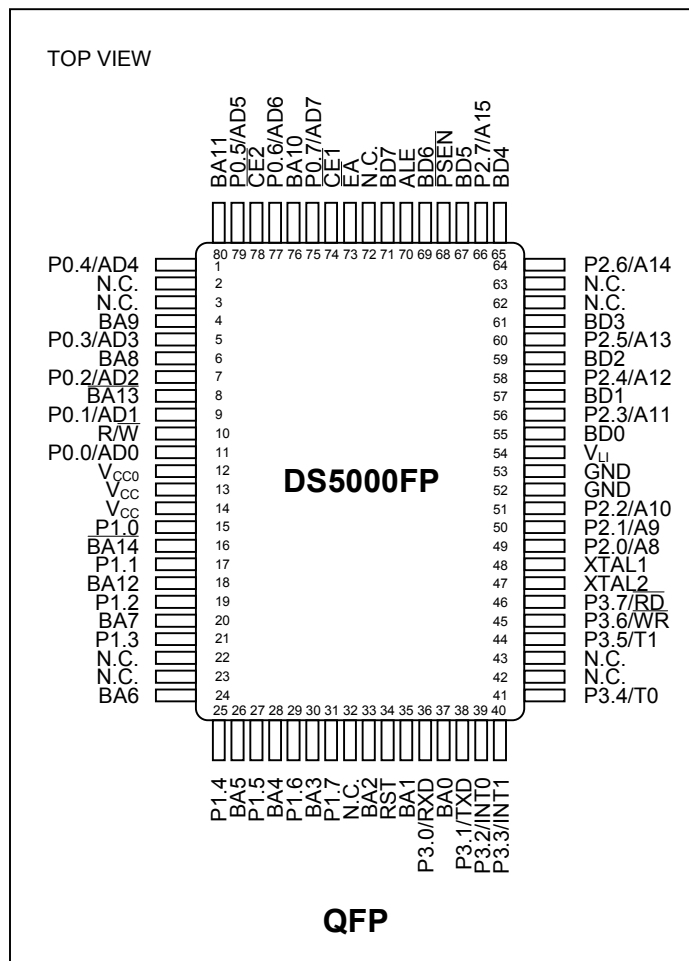 TOP VIEW
BA11
P0.5/AD5
CE2
P0.6/AD6
BA10
P0.7/AD7
CE1
EA
N.C.
BD7
ALE
BD6
PSEN
BD5
P2.7/A15
BD4
80 79 78 77 76 75 74 73 72 71 70 69 68 67 66 65
P0.4/AD4 1 64 P2.6/A14
N.C. 2 63 N.C.
N.C. 3 62 N.C.
BA9 4 61 BD3
P0.3/AD3 5 60 P2.5/A13
BA8 6 59 BD2
P0.2/AD2 7 58 P2.4/A12
BA13 8 57 BD1
P0.1/AD1 9 56 P2.3/A11
R/W 10 55 BD0
P0.0/AD0 11 54 VLI
VCC0 12 53 GND
DS5000FP
VCC 13 52 GND
VCC 14 51 P2.2/A10
P1.0 15 50 P2.1/A9
BA14 16 49 P2.0/A8
P1.1 17 48 XTAL1
BA12 18 47 XTAL2
P1.2 19 46 P3.7/RD
BA7 20 45 P3.6/WR
P1.3 21 44 P3.5/T1
N.C. 22 43 N.C.
N.C. 23 42 N.C.
BA6 24 41 P3.4/T0
25 26 27 28 29 30 31 32 33 34 35 36 37 38 39 40
P1.4
BA5
P1.5
BA4
P1.6
BA3
P1.7
N.C.
BA2
RST
BA1
P3.0/RXD
BA0
P3.1/TXD
P3.2/INT0
P3.3/INT1
QFP